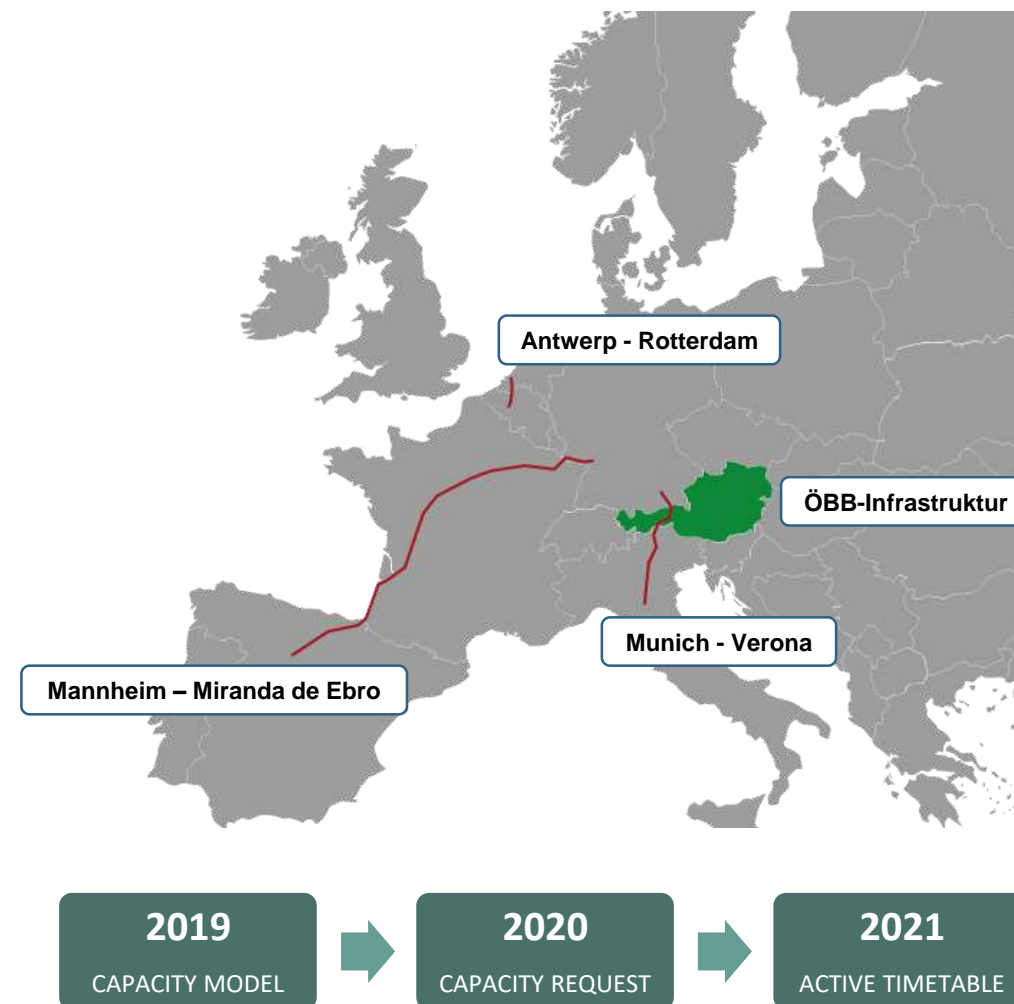 Antwerp - Rotterdam
ÖBB-Infrastruktur
Munich - Verona
Mannheim – Miranda de Ebro
2019
CAPACITY MODEL
2020
CAPACITY REQUEST
2021
ACTIVE TIMETABLE